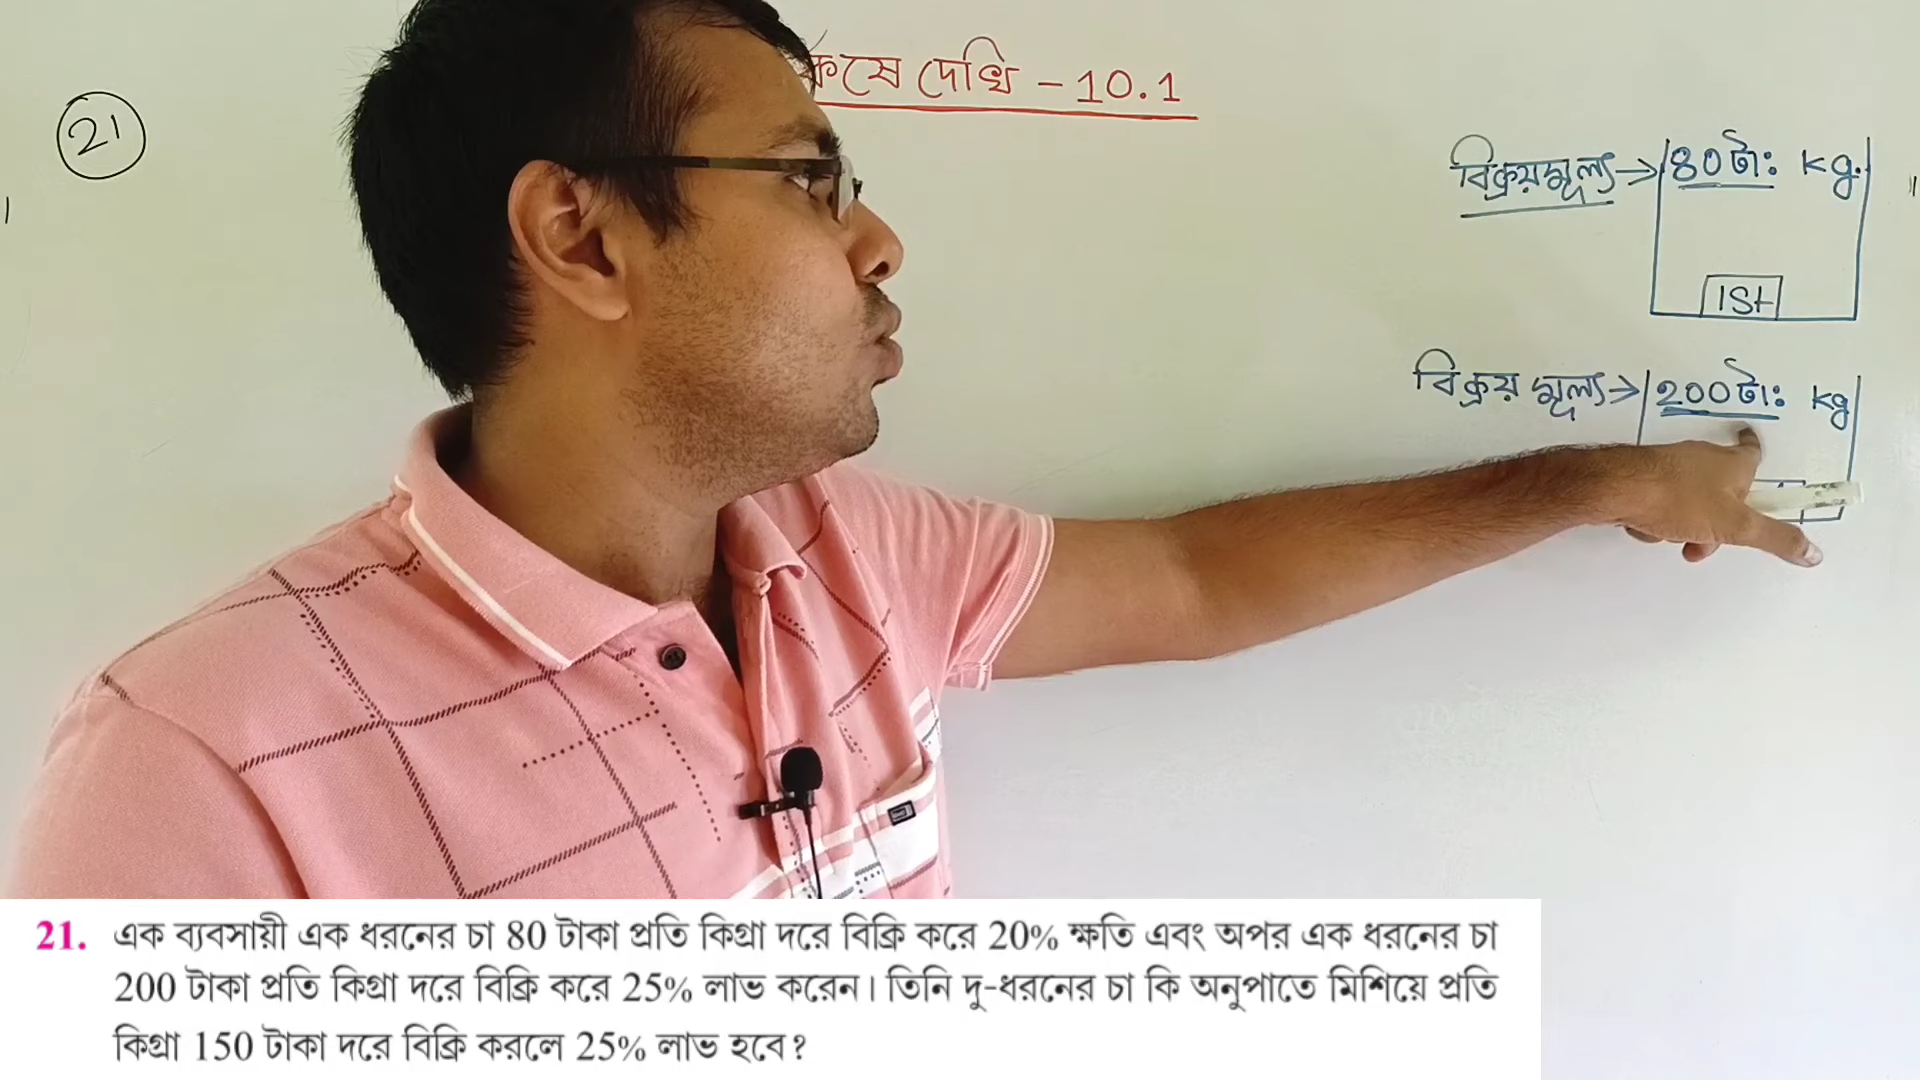 কষে দেখি - 10.1
21
বিক্রয়মূল্য → 80টাঃ kg.
1St
বিক্রয় মূল্য → 200টাঃ kg
21. এক ব্যবসায়ী এক ধরনের চা 80 টাকা প্রতি কিগ্রা দরে বিক্রি করে 20% ক্ষতি এবং অপর এক ধরনের চা
200 টাকা প্রতি কিগ্রা দরে বিক্রি করে 25% লাভ করেন। তিনি দু-ধরনের চা কি অনুপাতে মিশিয়ে প্রতি
কিগ্রা 150 টাকা দরে বিক্রি করলে 25% লাভ হবে?